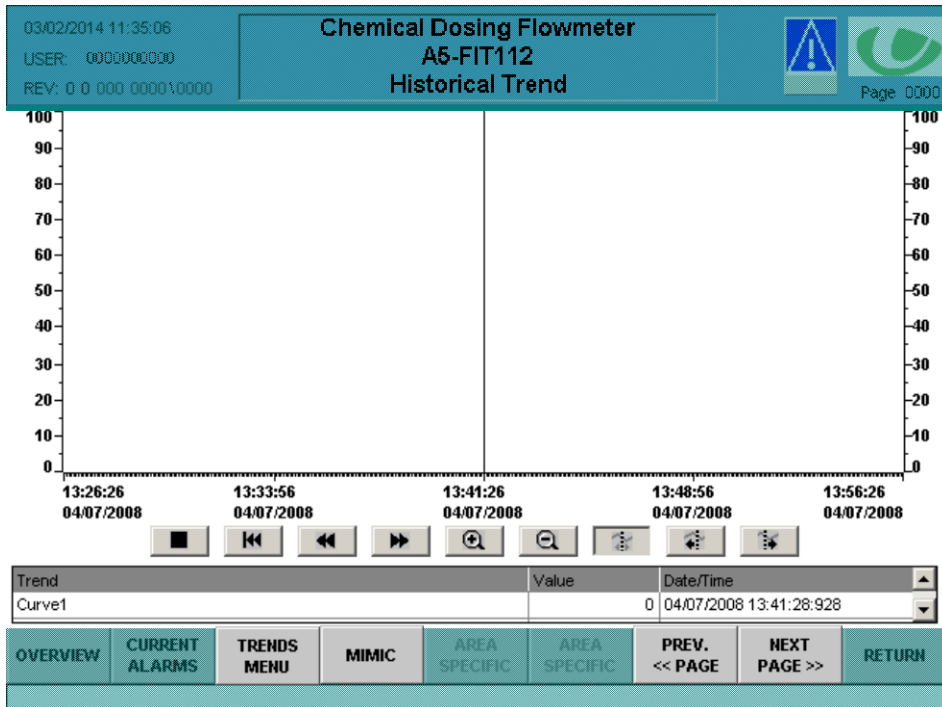 03/02/2014 11:35:06
USER: 0000000000
REV: 0 0 000 0000\0000
Chemical Dosing Flowmeter
A5-FIT112
Historical Trend
Page 0000
100 100
90 90
80 80
70 70
60 60
50 50
40 40
30 30
20 20
10 10
0 0
13:26:26 13:33:56 13:41:26 13:48:56 13:56:26
04/07/2008 04/07/2008 04/07/2008 04/07/2008 04/07/2008
Trend Value Date/Time
Curve1 0 04/07/2008 13:41:28:928
OVERVIEW
CURRENT
ALARMS
TRENDS
MENU
MIMIC
AREA
SPECIFIC
AREA
SPECIFIC
PREV.
<< PAGE
NEXT
PAGE >>
RETURN